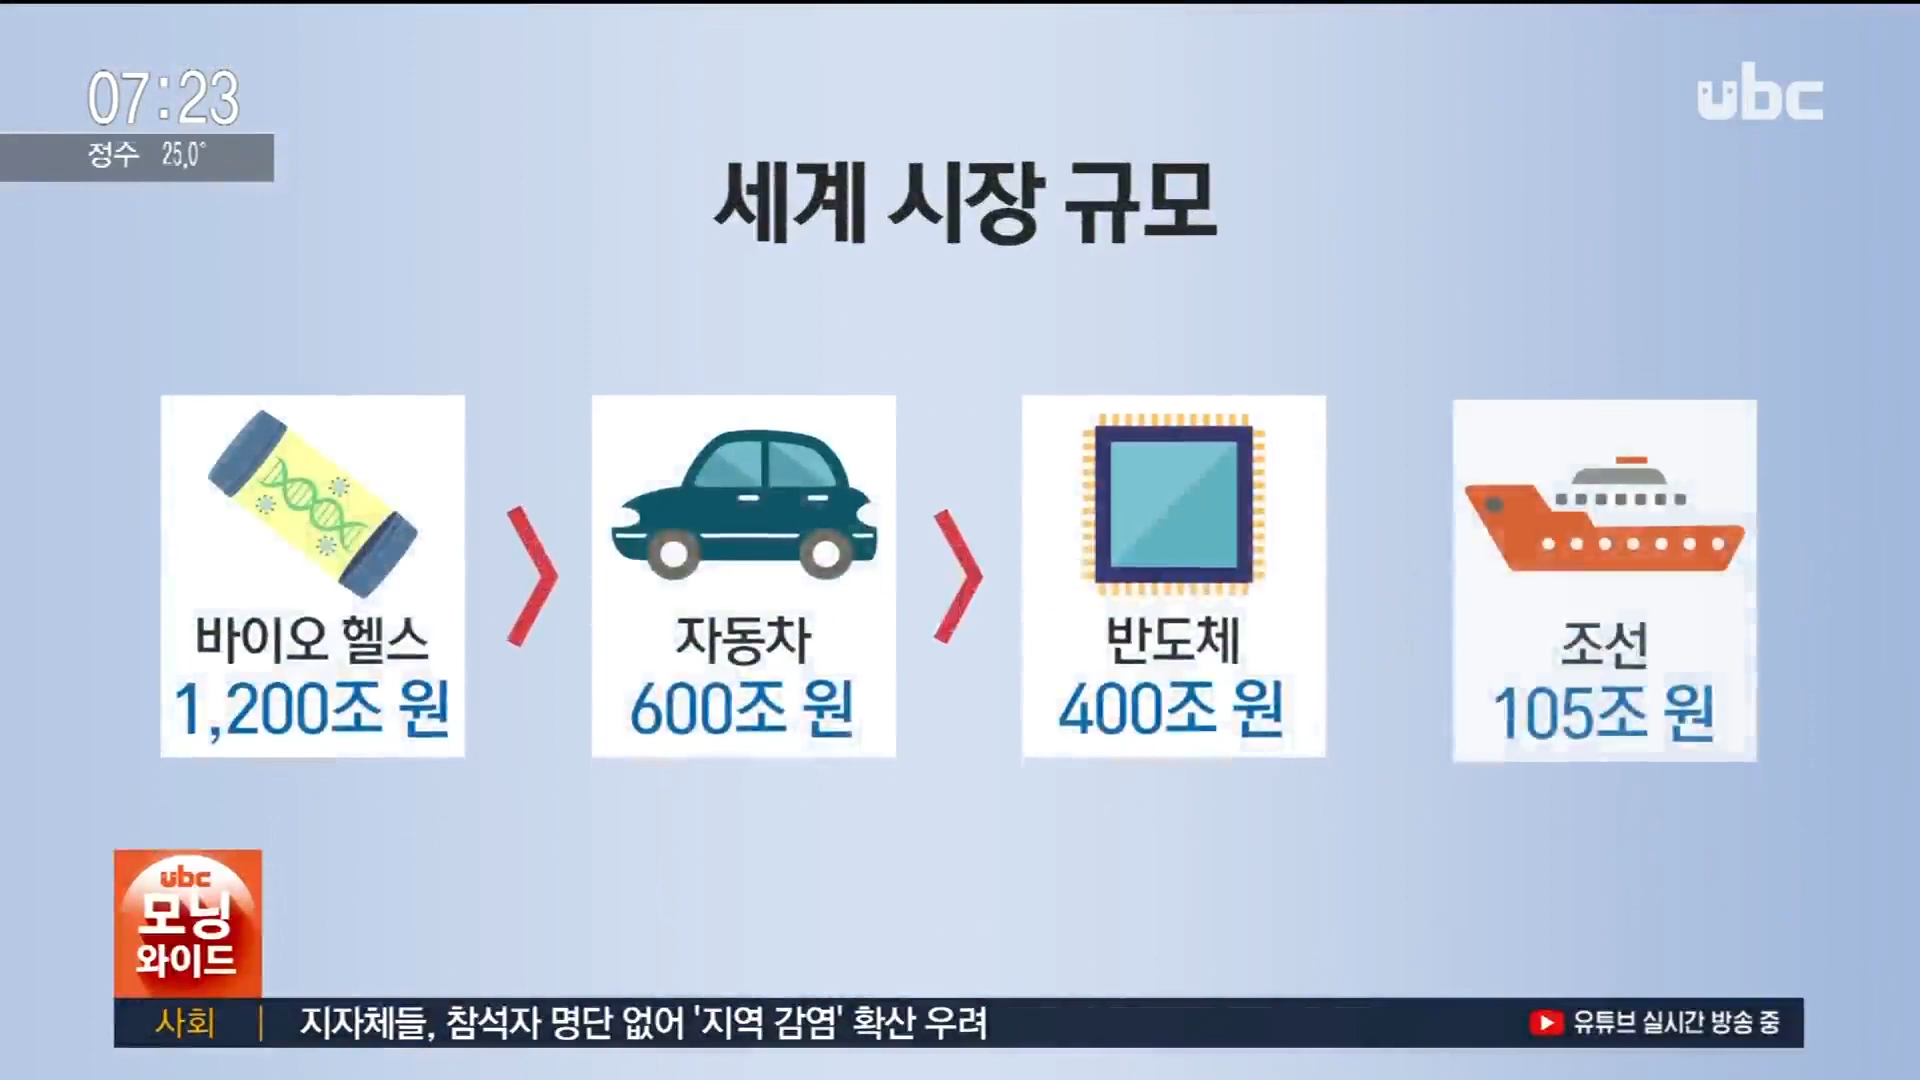 07:23
ubc
정수 25.0°
세계 시장 규모
바이오 헬스
1,200조 원
자동차
600조 원
반도체
400조 원
조선
105조 원
ubc
모닝
와이드
사회 지자체들, 참석자 명단 없어 '지역 감염' 확산 우려 유튜브 실시간 방송 중